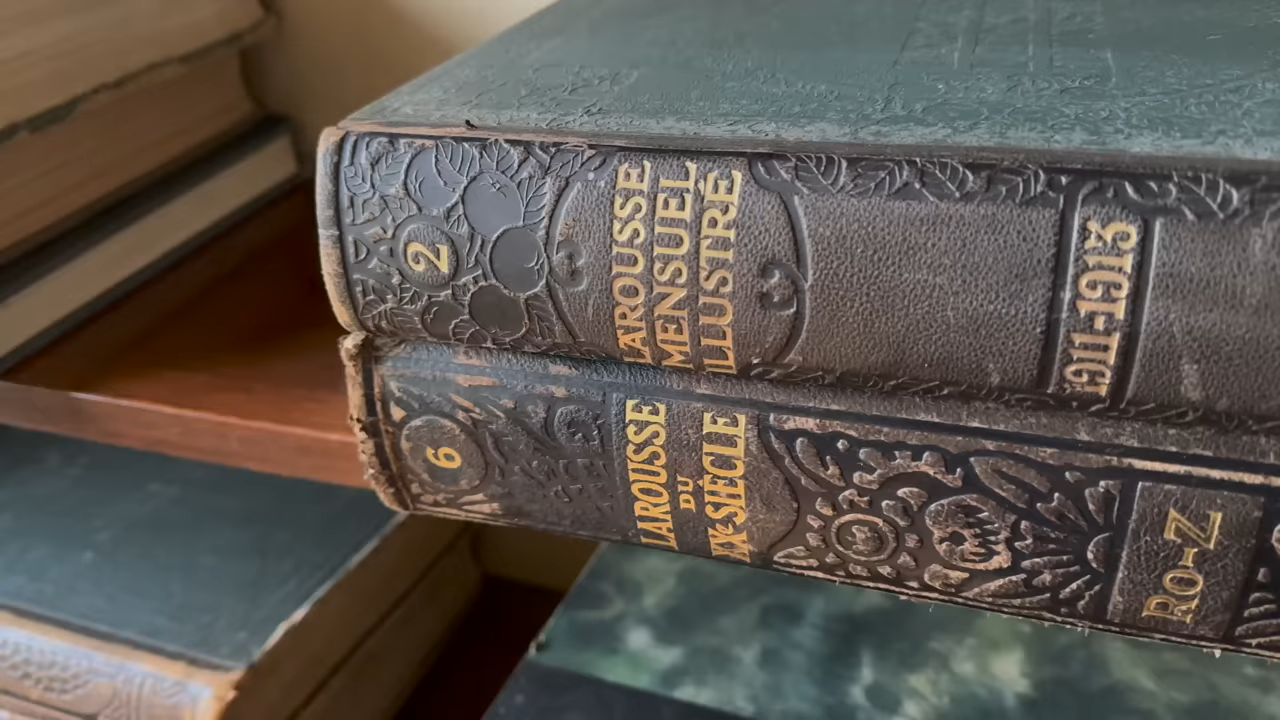 2
LAROUSSE
MENSUEL
ILLUSTRÉ
1911-1913
6
LAROUSSE
DU
XXe SIÈCLE
RO-Z